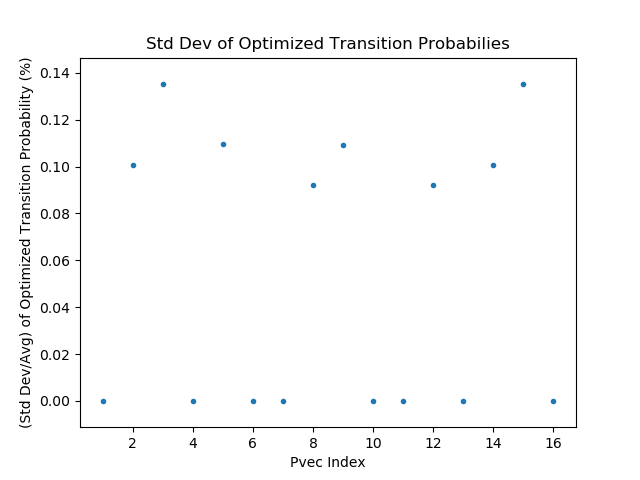 Std Dev of Optimized Transition Probabilies
(Std Dev/Avg) of Optimized Transition Probability (%)
0.14
0.12
0.10
0.08
0.06
0.04
0.02
0.00
2 4 6 8 10 12 14 16
Pvec Index